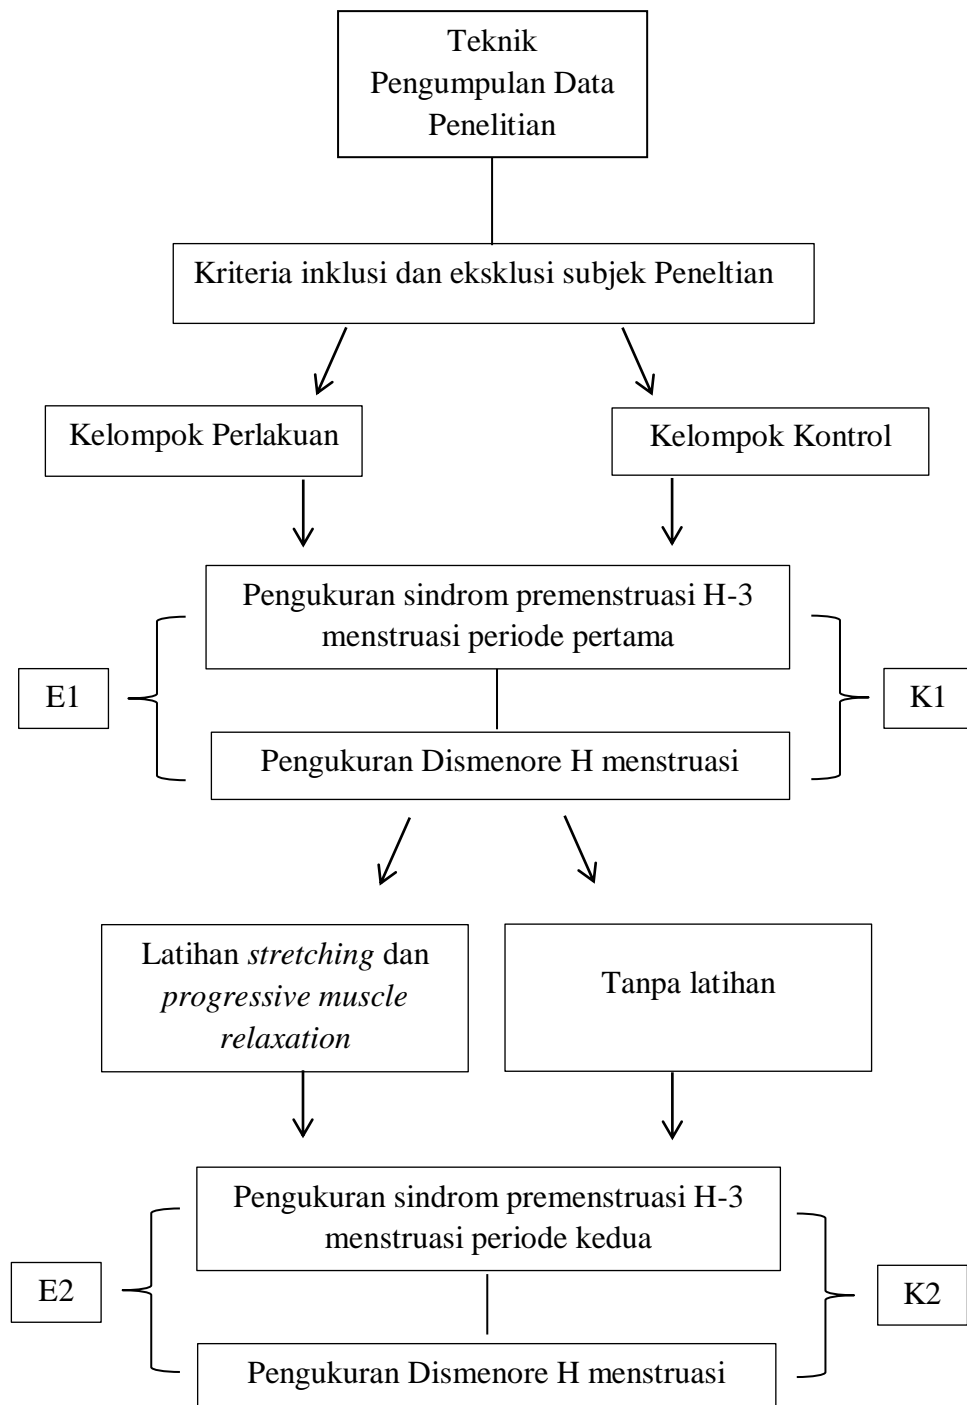 Teknik
Pengumpulan Data
Penelitian
Kriteria inklusi dan eksklusi subjek Peneltian
Kelompok Perlakuan
Kelompok Kontrol
Pengukuran sindrom premenstruasi H-3
menstruasi periode pertama
E1
K1
Pengukuran Dismenore H menstruasi
Latihan stretching dan
progressive muscle
relaxation
Tanpa latihan
Pengukuran sindrom premenstruasi H-3
menstruasi periode kedua
E2
K2
Pengukuran Dismenore H menstruasi